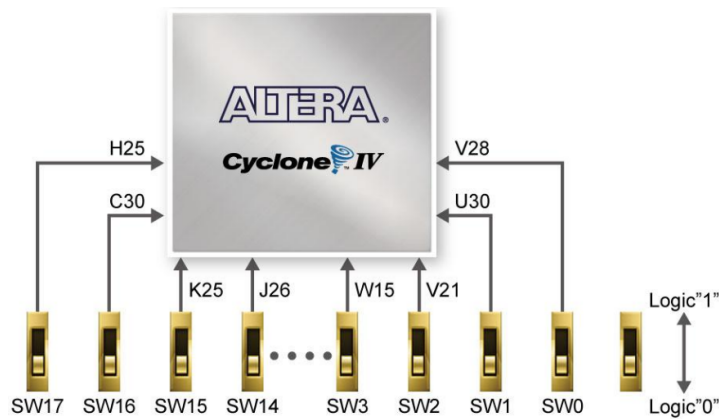 ALTERA®
Cyclone™ IV
H25
V28
C30
U30
K25
J26
W15
V21
Logic"1"
SW17
SW16
SW15
SW14
SW3
SW2
SW1
SW0
Logic"0"